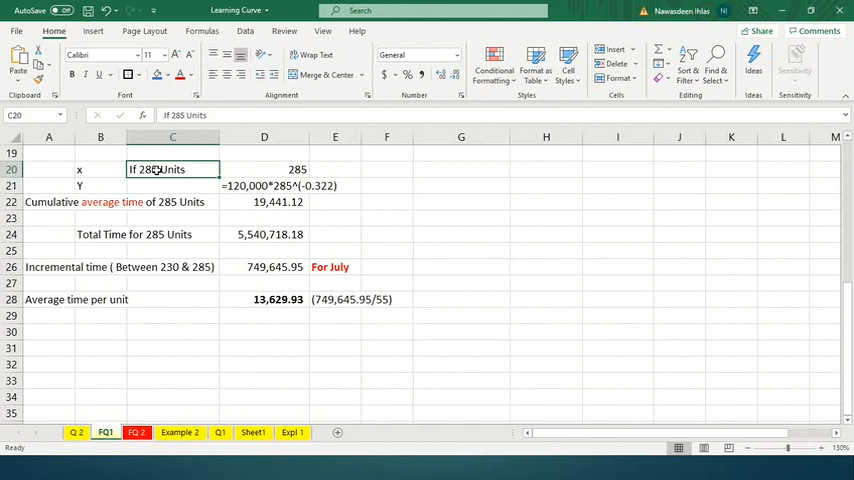 AutoSave Off Learning Curve Search Nawasdeen Ihlas NI
File Home Insert Page Layout Formulas Data Review View Help Share Comments
Calibri 11 A A Wrap Text General Insert Σ
Paste B I U A Merge & Center $ % Conditional Formatting Format as Table Cell Styles Delete Format Sort & Filter Find & Select Ideas Sensitivity
Clipboard Font Alignment Number Styles Cells Editing Ideas Sensitivity
C20 fx If 285 Units
A B C D E F G H I J K L M
19
20 x If 285 Units 285
21 Y =120,000*285^(-0.322)
22 Cumulative average time of 285 Units 19,441.12
23
24 Total Time for 285 Units 5,540,718.18
25
26 Incremental time ( Between 230 & 285) 749,645.95 For July
27
28 Average time per unit 13,629.93 (749,645.95/55)
29
30
31
32
33
34
35
Q 2 FQ1 FQ 2 Example 2 Q1 Sheet1 Expl 1
Ready 130%